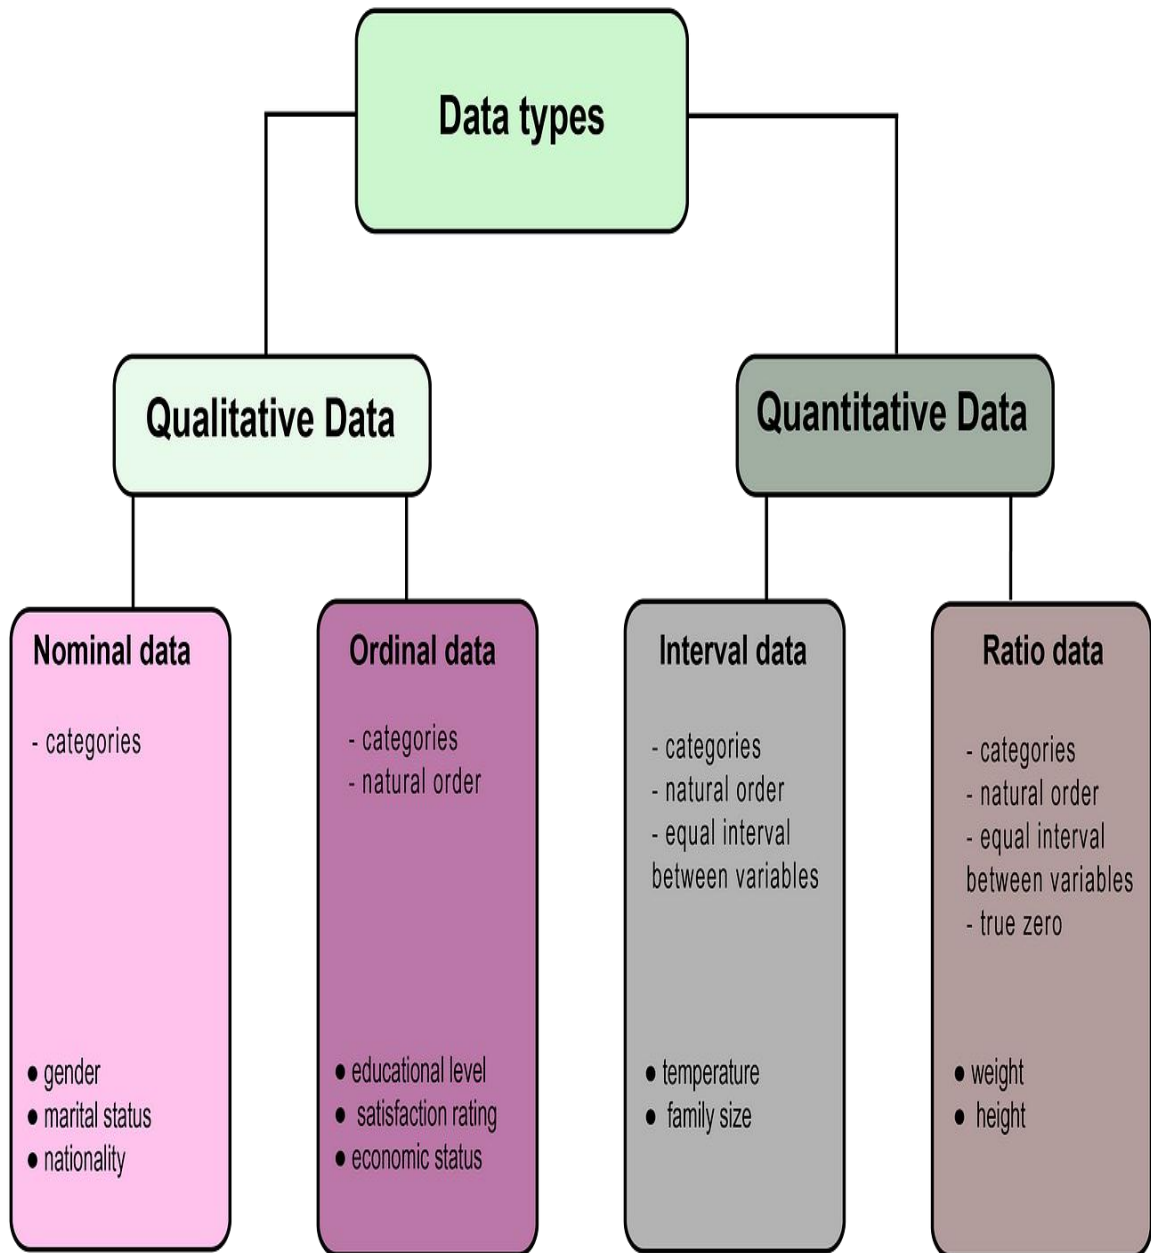 Data types
Qualitative Data
Quantitative Data
Nominal data
- categories
● gender
● marital status
● nationality
Ordinal data
- categories
- natural order
● educational level
● satisfaction rating
● economic status
Interval data
- categories
- natural order
- equal interval
between variables
● temperature
● family size
Ratio data
- categories
- natural order
- equal interval
between variables
- true zero
● weight
● height